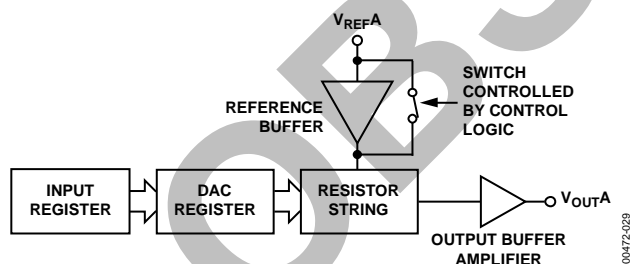 VREFA
REFERENCE
BUFFER
SWITCH
CONTROLLED
BY CONTROL
LOGIC
INPUT
REGISTER
DAC
REGISTER
RESISTOR
STRING
VOUTA
OUTPUT BUFFER
AMPLIFIER
00472-029